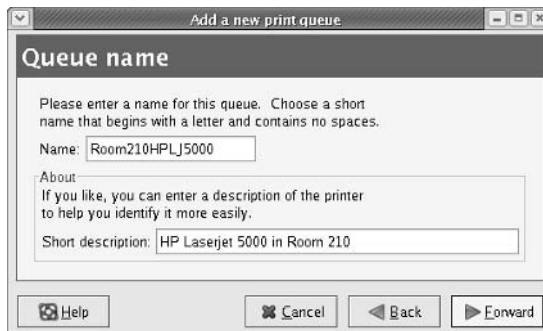 Add a new print queue
Queue name
Please enter a name for this queue. Choose a short
name that begins with a letter and contains no spaces.
Name: Room210HPLJ5000
About
If you like, you can enter a description of the printer
to help you identify it more easily.
Short description: HP Laserjet 5000 in Room 210
Help Cancel Back Forward